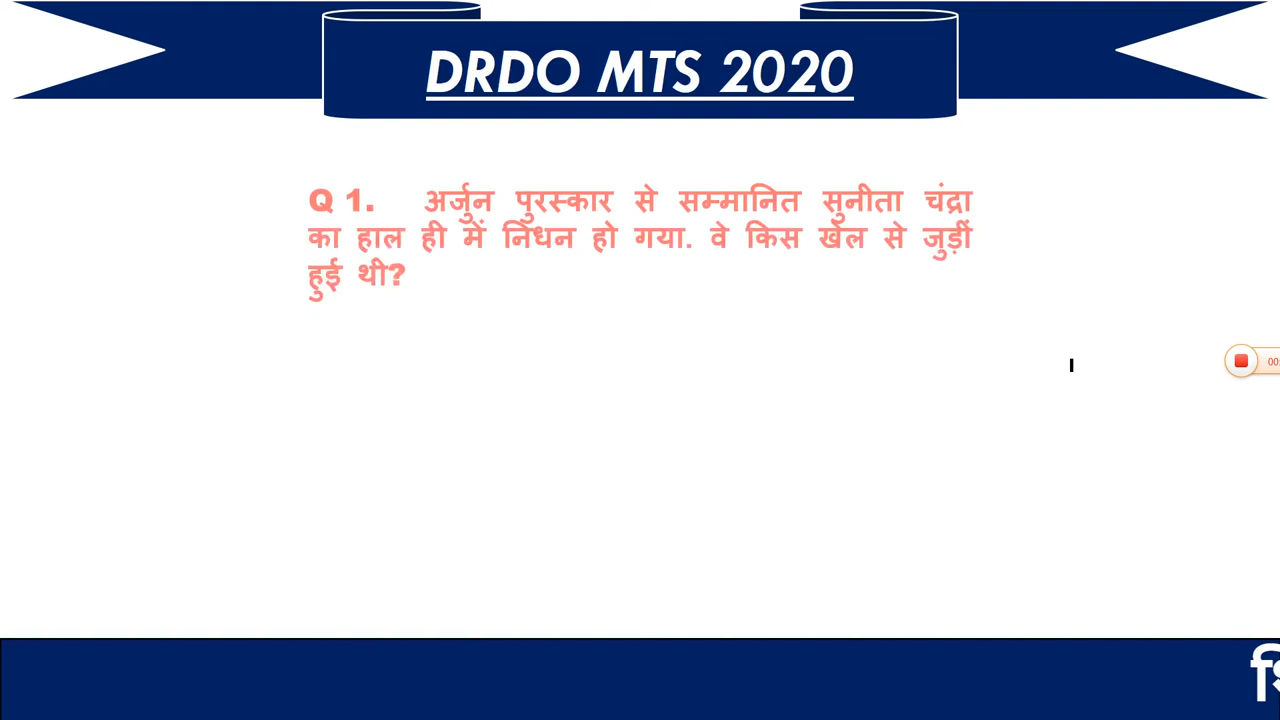 DRDO MTS 2020
Q 1. अर्जुन पुरस्कार से सम्मानित सुनीता चंद्रा
का हाल ही में निधन हो गया. वे किस खेल से जुड़ीं
हुई थी?